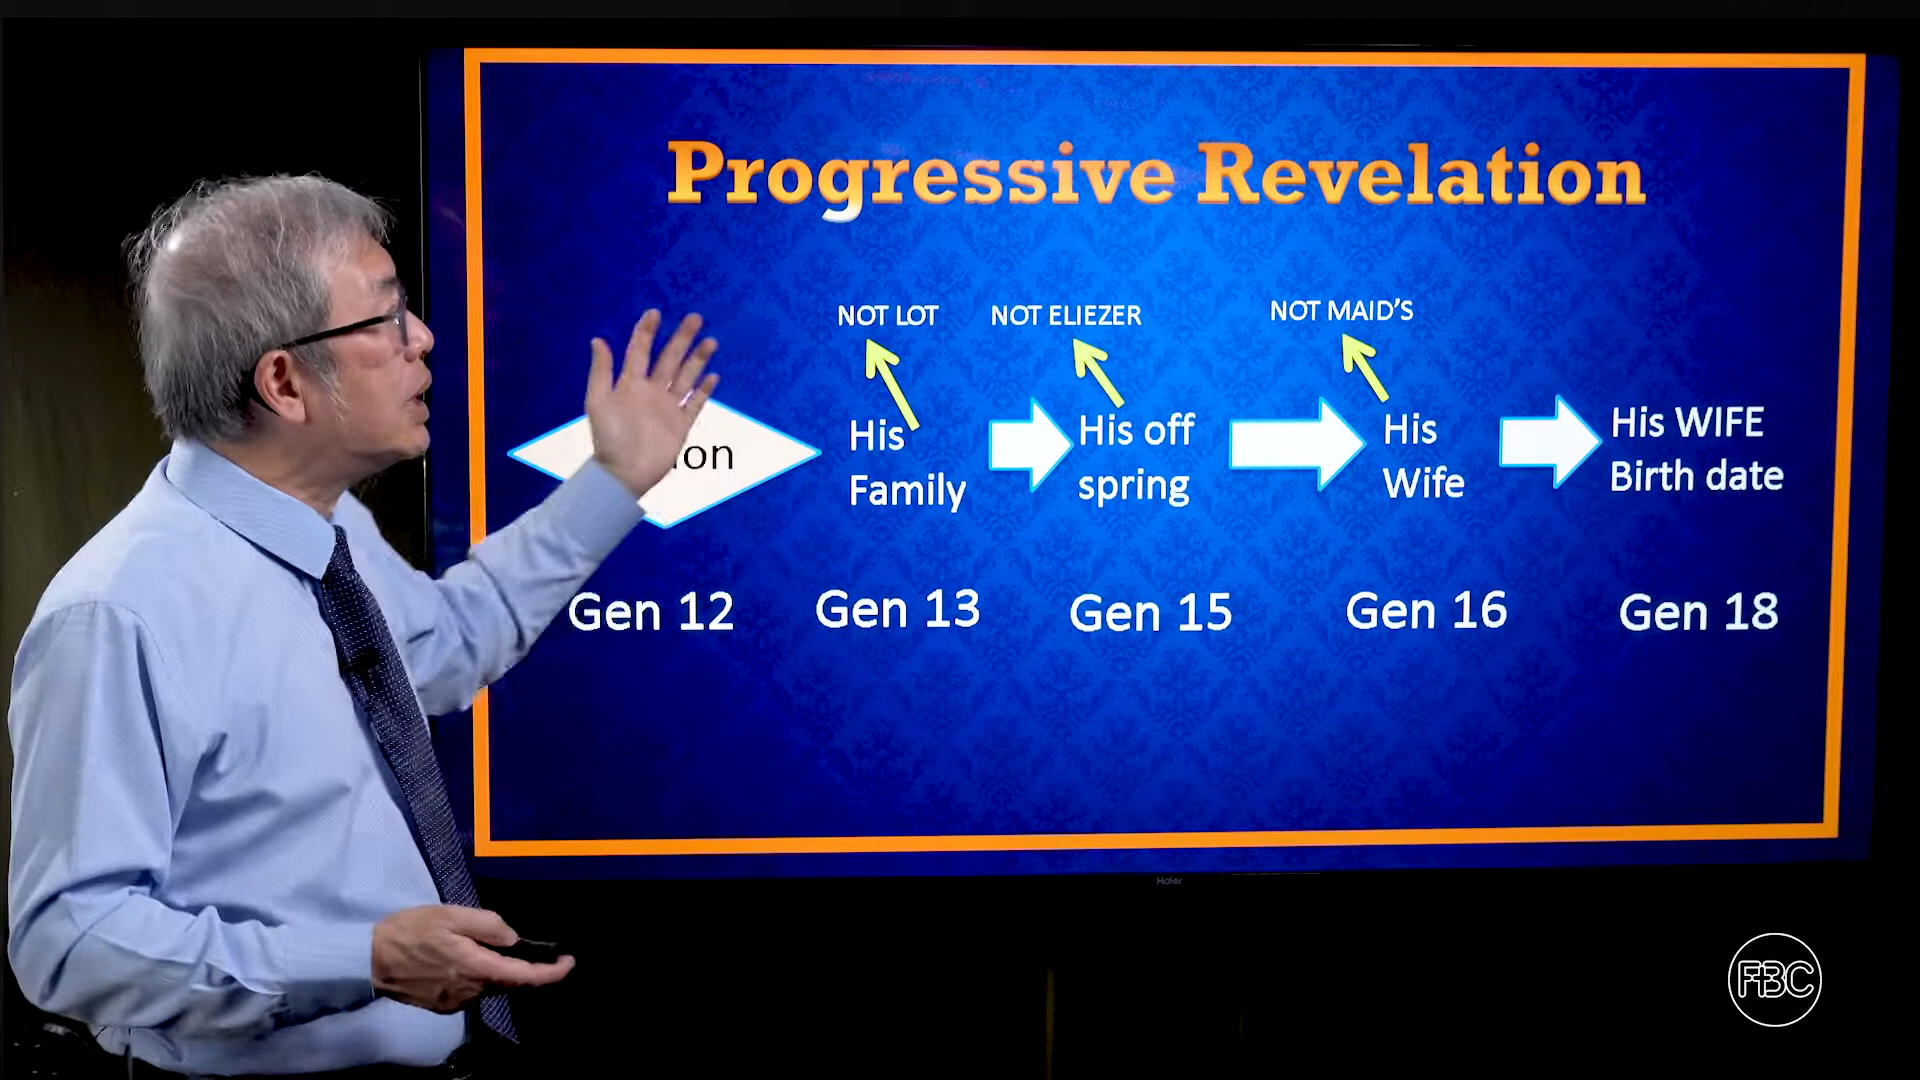 Progressive Revelation
NOT LOT
NOT ELIEZER
NOT MAID'S
His
Family
His off
spring
His
Wife
His WIFE
Birth date
Gen 12
Gen 13
Gen 15
Gen 16
Gen 18
Haier
FBC